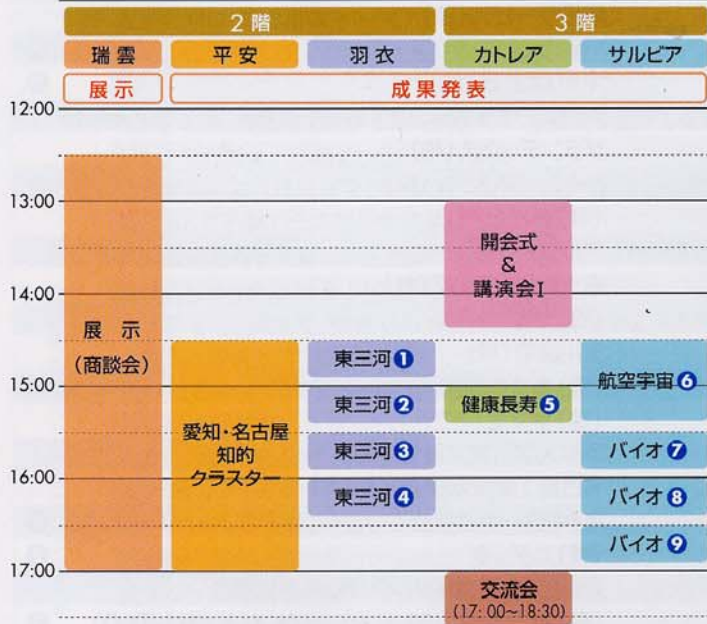 2階 3階
瑞雲 平安 羽衣 カトレア サルビア
展示 成果発表
12:00
13:00
開会式
&
講演会Ⅰ
14:00
展示
(商談会)
東三河❶
航空宇宙❻
15:00
東三河❷
健康長寿❺
愛知・名古屋
知的
クラスター
東三河❸
バイオ❼
16:00
東三河❹
バイオ❽
バイオ❾
17:00
交流会
(17:00~18:30)